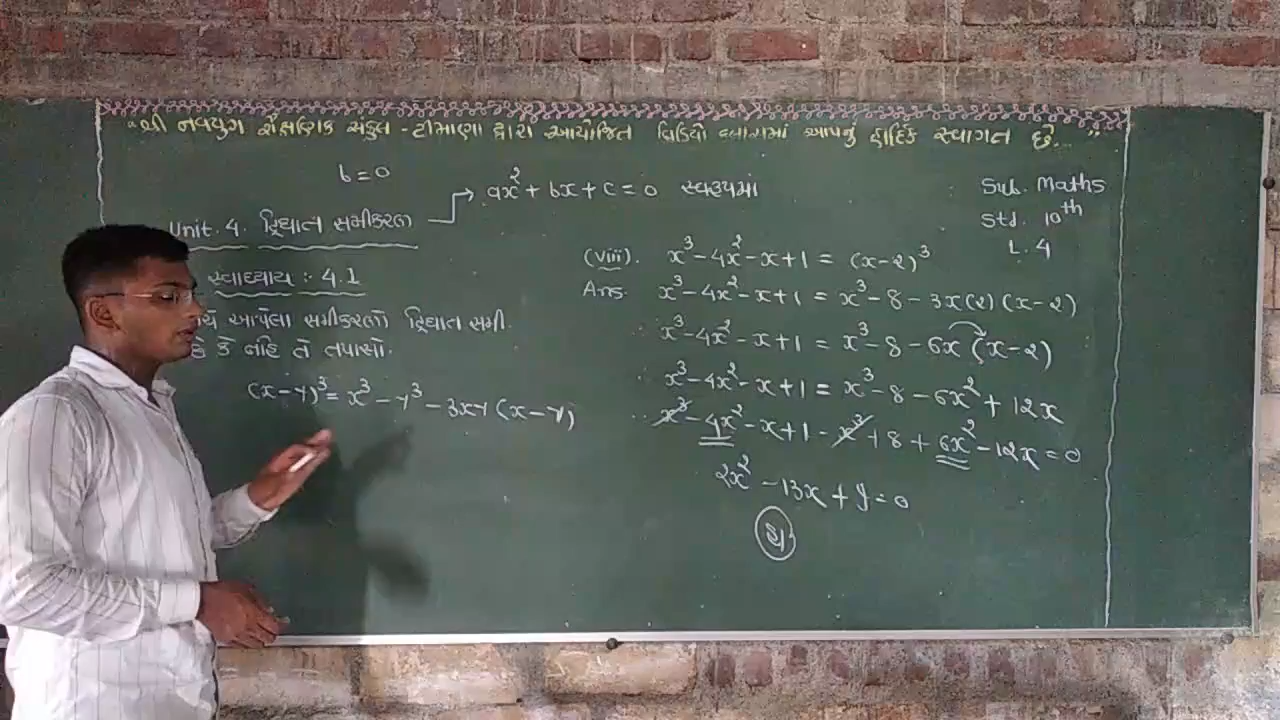 "શ્રી નવયુગ શૈક્ષણિક સંકુલ - ટીમાણા દ્વારા આયોજિત વિડિયો ક્લાસમાં આપનું હાર્દિક સ્વાગત છે..."
b = 0
ax² + bx + c = 0 સ્વરૂપમાં
Unit. 4. દ્વિઘાત સમીકરણ
સ્વાધ્યાય : 4.1
આપેલા સમીકરણો દ્વિઘાત સમી.
છે કે નહિ તે તપાસો.
(x-y)³ = x³ - y³ - 3xy (x-y)
Sub. Maths
Std. 10th
L. 4
(viii). x³ - 4x² - x + 1 = (x-2)³
Ans. x³ - 4x² - x + 1 = x³ - 8 - 3x(2) (x-2)
∴ x³ - 4x² - x + 1 = x³ - 8 - 6x (x-2)
∴ x³ - 4x² - x + 1 = x³ - 8 - 6x² + 12x
∴ x³ - 4x² - x + 1 - x³ + 8 + 6x² - 12x = 0
2x² - 13x + 9 = 0
છે